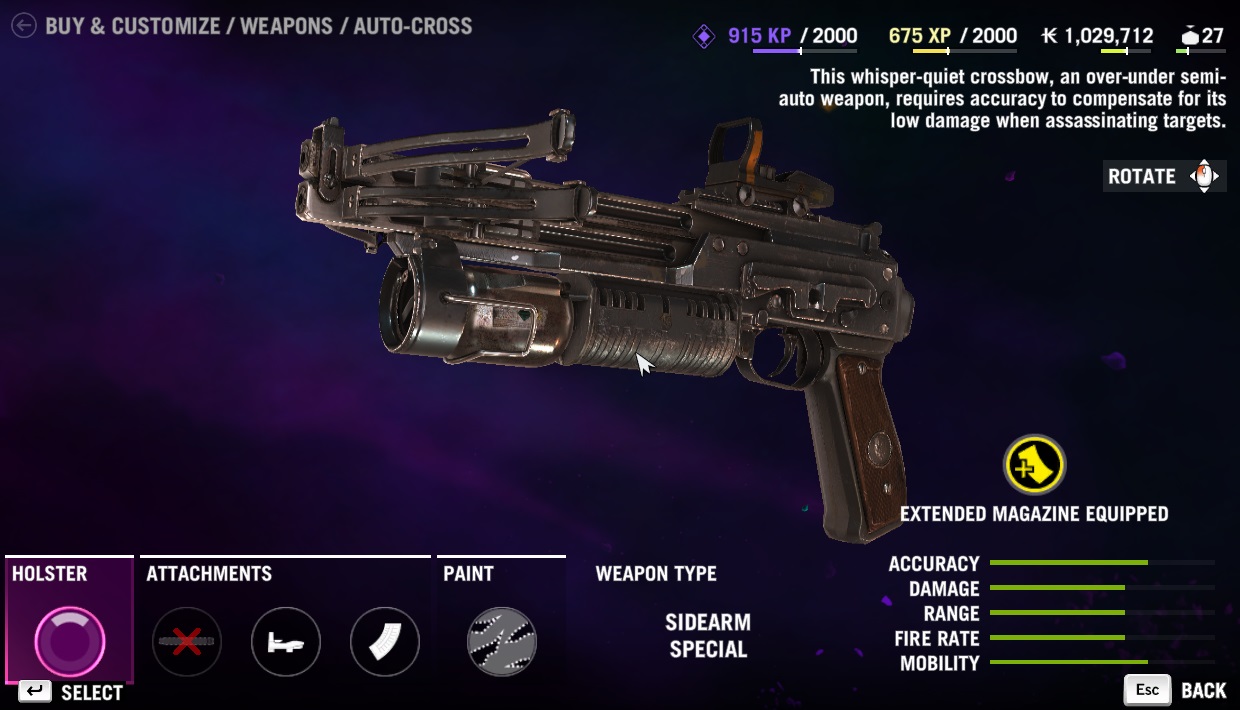 BUY & CUSTOMIZE / WEAPONS / AUTO-CROSS
915 KP / 2000 675 XP / 2000 1,029,712 27
This whisper-quiet crossbow, an over-under semi-
auto weapon, requires accuracy to compensate for its
low damage when assassinating targets.
ROTATE
EXTENDED MAGAZINE EQUIPPED
HOLSTER
ATTACHMENTS
PAINT
WEAPON TYPE
SIDEARM
SPECIAL
ACCURACY
DAMAGE
RANGE
FIRE RATE
MOBILITY
SELECT
Esc BACK